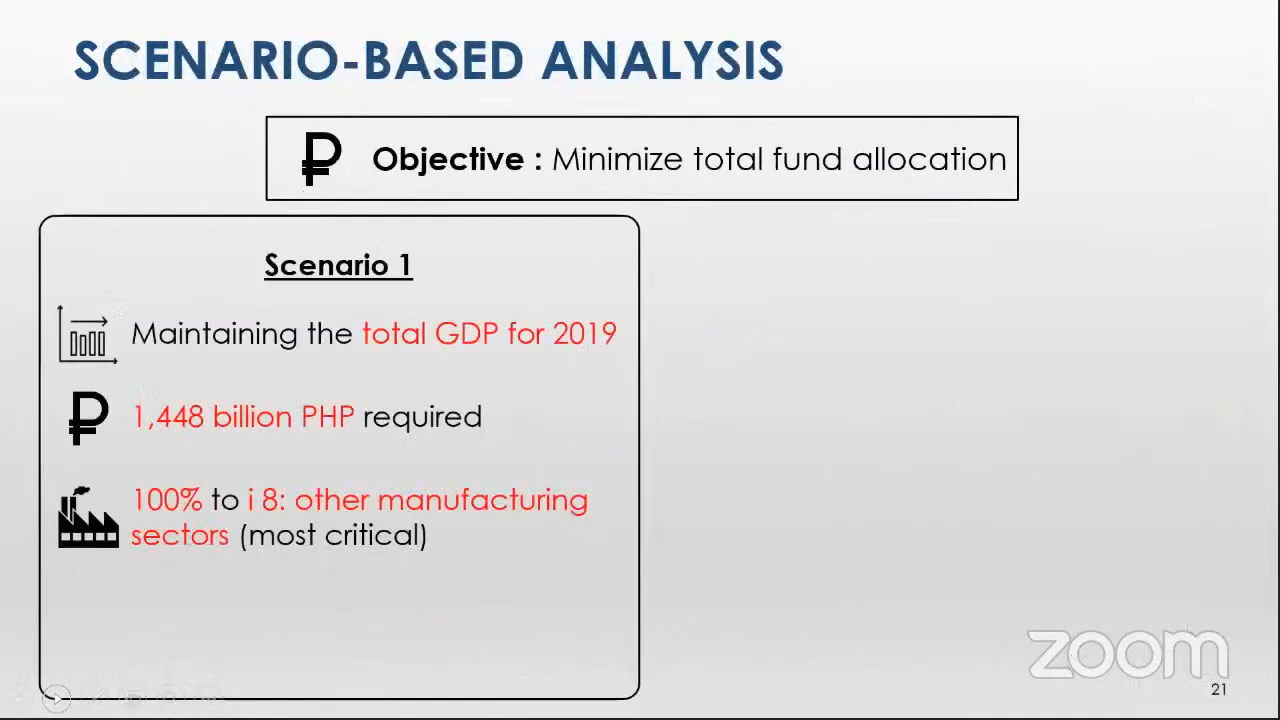 SCENARIO-BASED ANALYSIS
Objective : Minimize total fund allocation
Scenario 1
Maintaining the total GDP for 2019
1,448 billion PHP required
100% to i 8: other manufacturing
sectors (most critical)
zoom
21